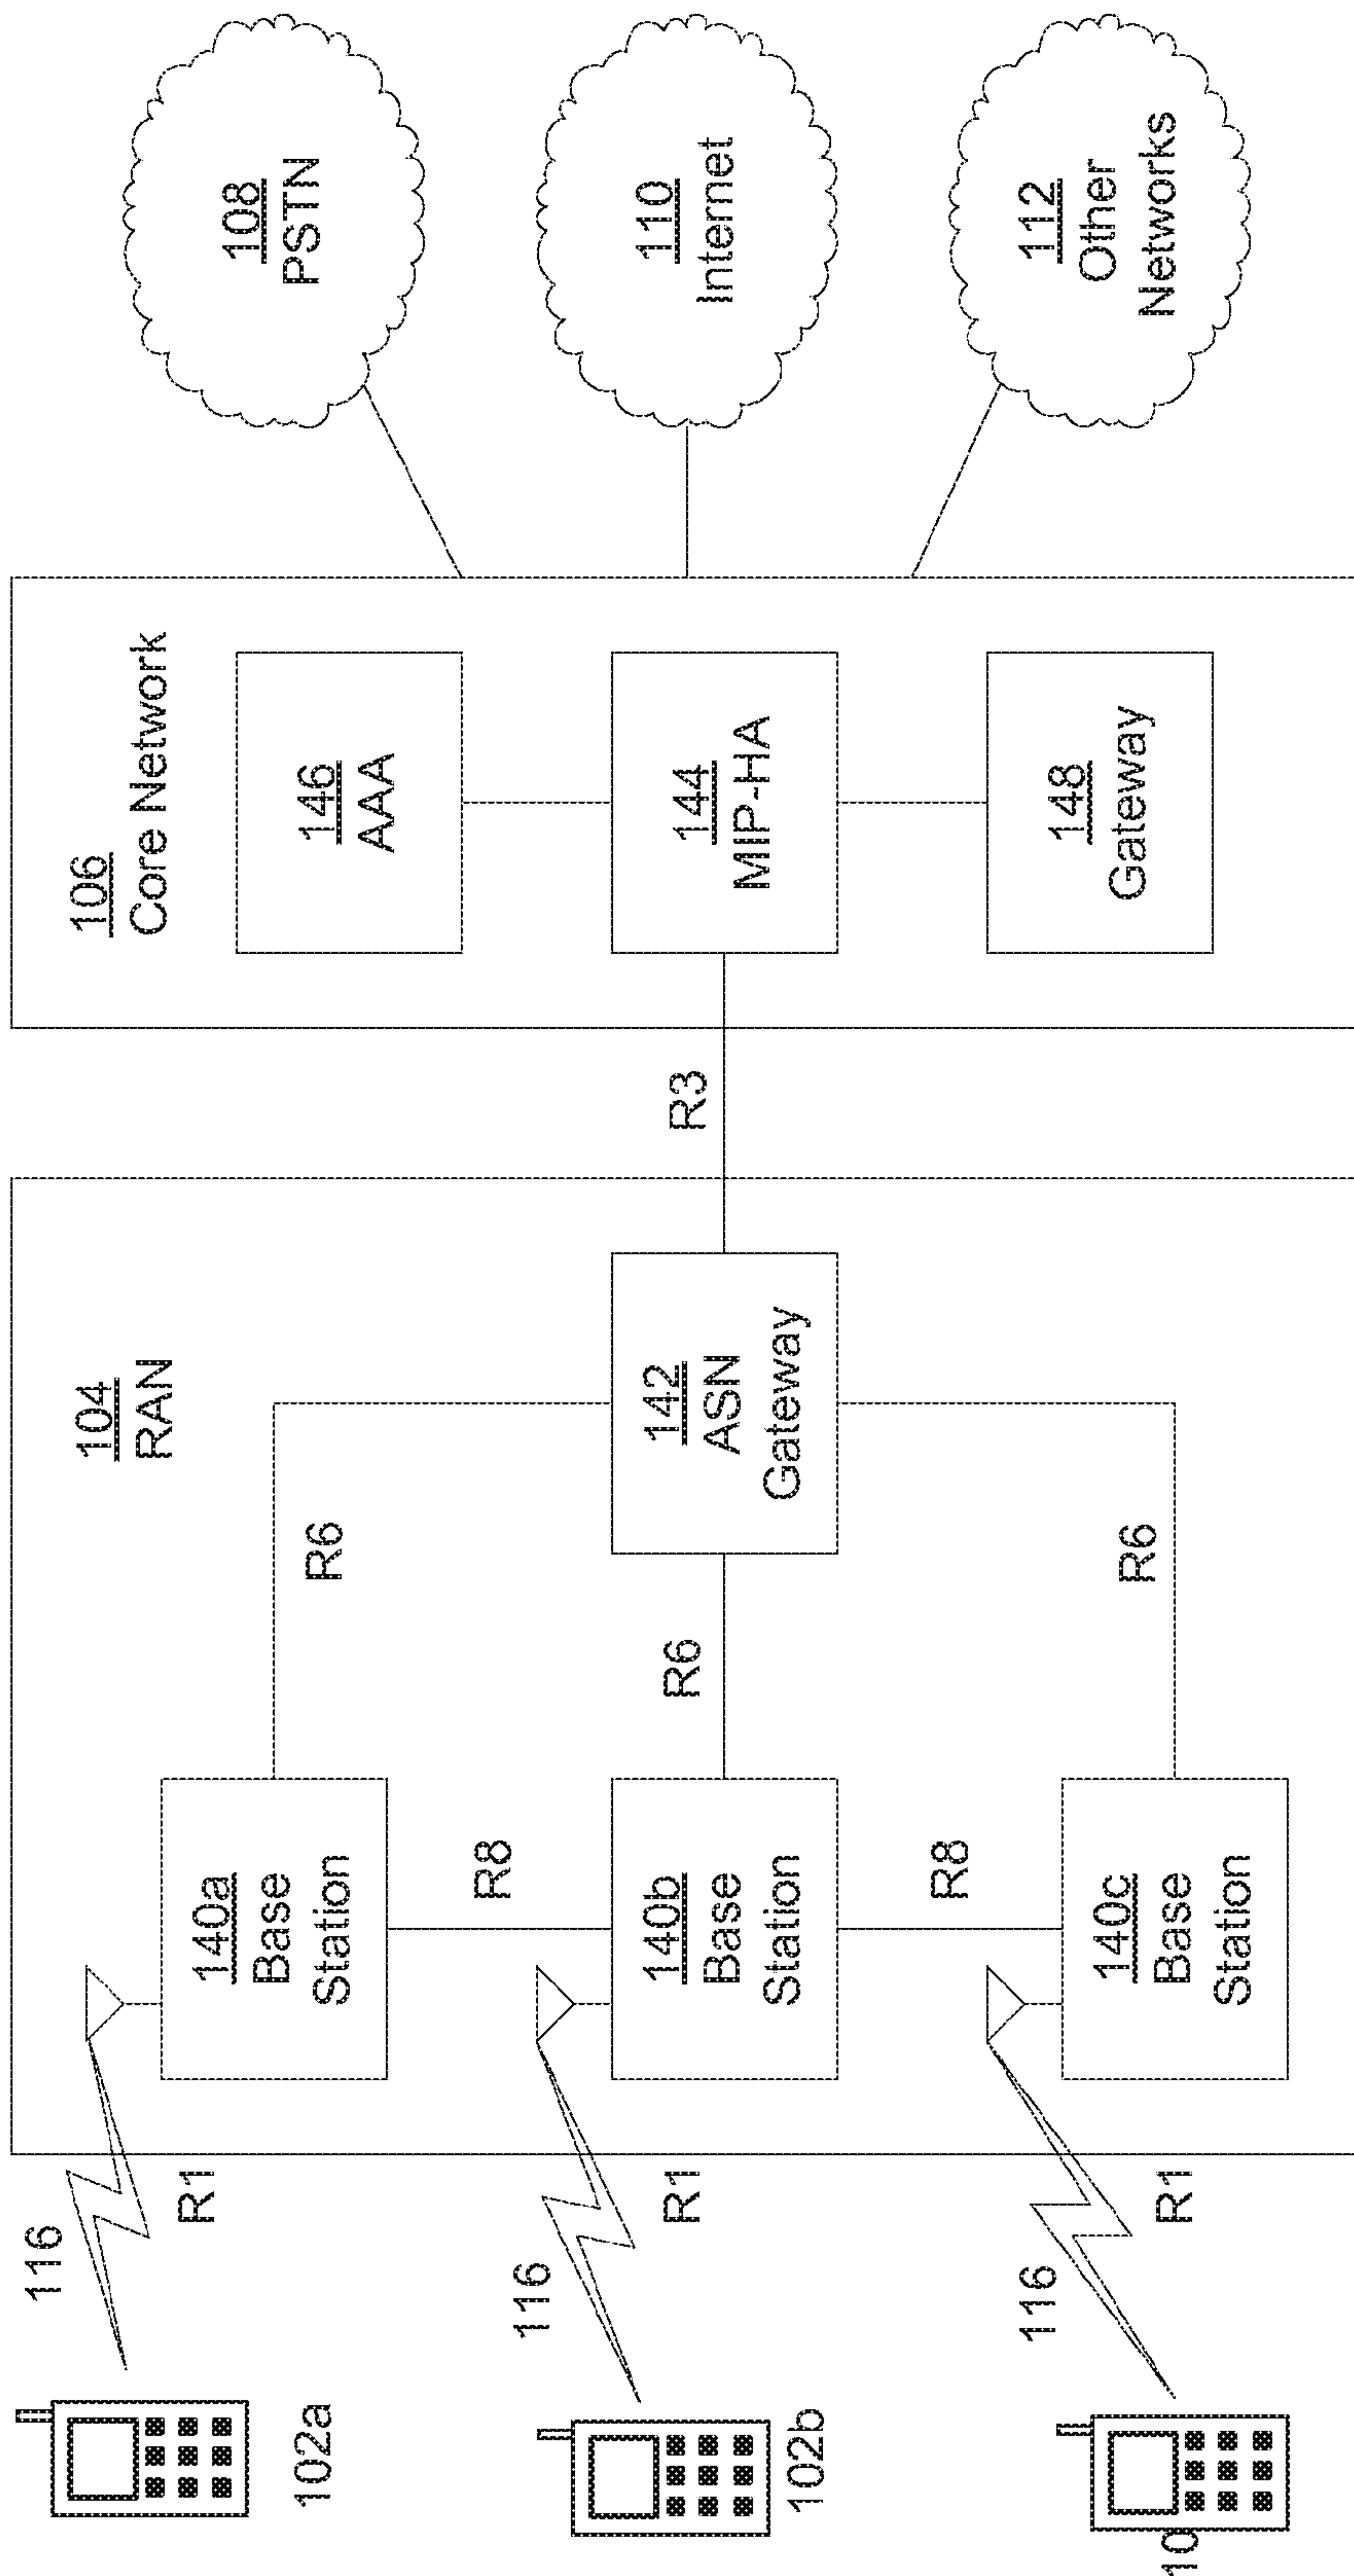 102a
102b
10
116
R1
116
R1
116
R1
104
RAN
140a
Base
Station
R8
140b
Base
Station
R8
140c
Base
Station
R6
R6
R6
142
ASN
Gateway
R3
106
Core Network
146
AAA
144
MIP-HA
148
Gateway
108
PSTN
110
Internet
112
Other
Networks